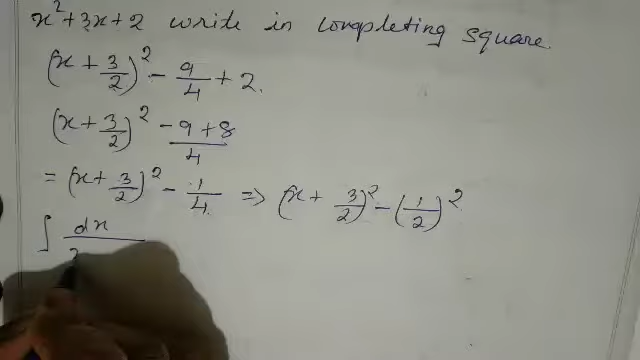 x² + 3x + 2 write in completing square.
(x + 3/2)² - 9/4 + 2.
(x + 3/2)² - 9 + 8/4
= (x + 3/2)² - 1/4 => (x + 3/2)² - (1/2)²
∫ dx/